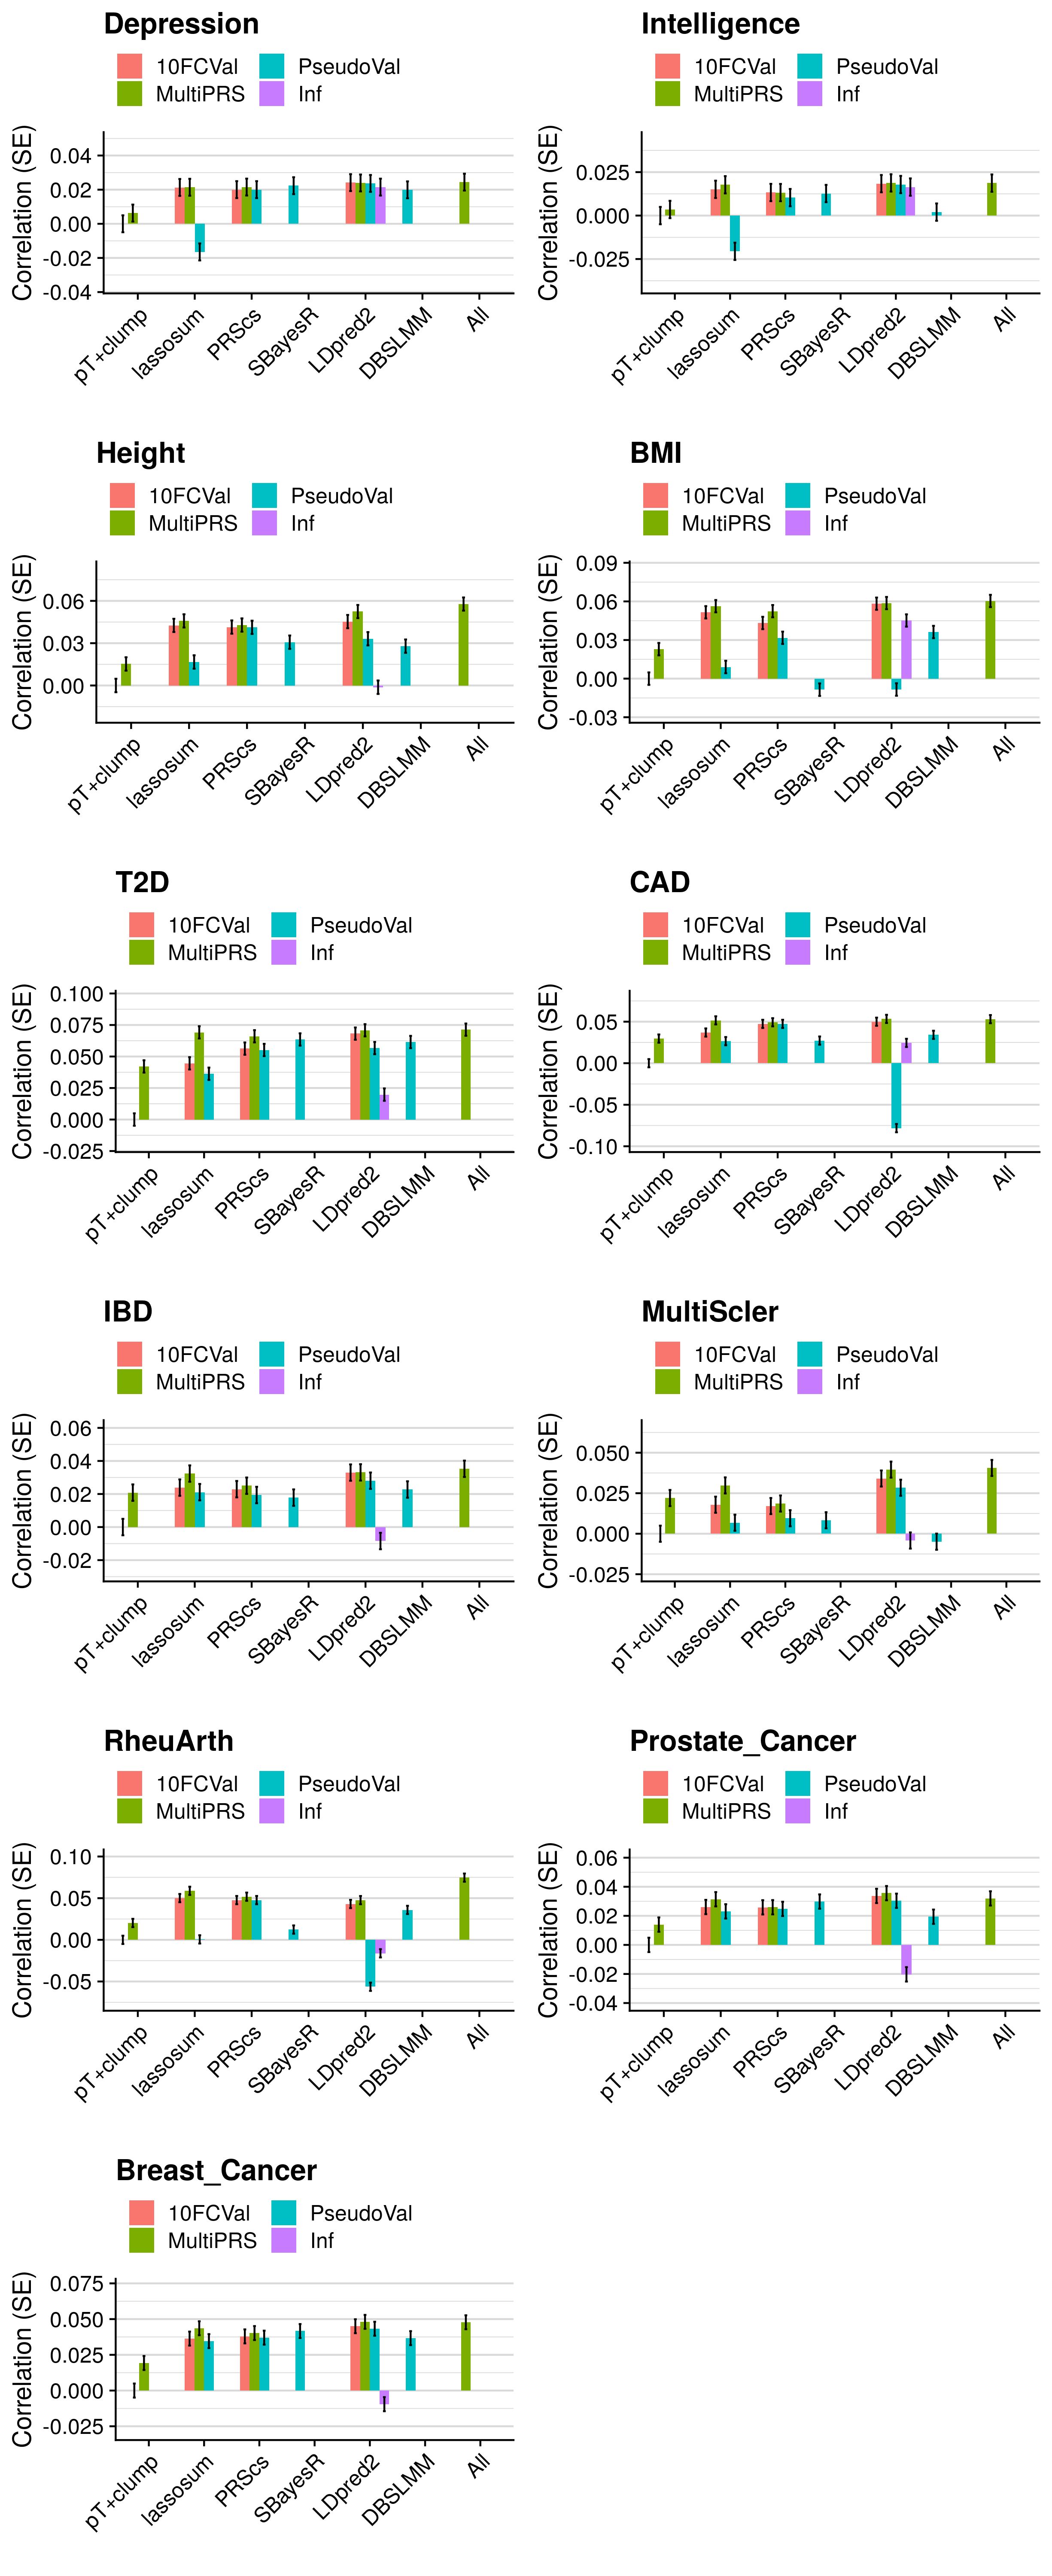 Depression
10FCVal PseudoVal
MultiPRS Inf
Correlation (SE)
0.04
0.02
0.00
-0.02
-0.04
pT+clump lassosum PRScs SBayesR LDpred2 DBSLMM All
Intelligence
10FCVal PseudoVal
MultiPRS Inf
Correlation (SE)
0.025
0.000
-0.025
pT+clump lassosum PRScs SBayesR LDpred2 DBSLMM All
Height
10FCVal PseudoVal
MultiPRS Inf
Correlation (SE)
0.06
0.03
0.00
pT+clump lassosum PRScs SBayesR LDpred2 DBSLMM All
BMI
10FCVal PseudoVal
MultiPRS Inf
Correlation (SE)
0.09
0.06
0.03
0.00
-0.03
pT+clump lassosum PRScs SBayesR LDpred2 DBSLMM All
T2D
10FCVal PseudoVal
MultiPRS Inf
Correlation (SE)
0.100
0.075
0.050
0.025
0.000
-0.025
pT+clump lassosum PRScs SBayesR LDpred2 DBSLMM All
CAD
10FCVal PseudoVal
MultiPRS Inf
Correlation (SE)
0.05
0.00
-0.05
-0.10
pT+clump lassosum PRScs SBayesR LDpred2 DBSLMM All
IBD
10FCVal PseudoVal
MultiPRS Inf
Correlation (SE)
0.06
0.04
0.02
0.00
-0.02
pT+clump lassosum PRScs SBayesR LDpred2 DBSLMM All
MultiScler
10FCVal PseudoVal
MultiPRS Inf
Correlation (SE)
0.050
0.025
0.000
-0.025
pT+clump lassosum PRScs SBayesR LDpred2 DBSLMM All
RheuArth
10FCVal PseudoVal
MultiPRS Inf
Correlation (SE)
0.10
0.05
0.00
-0.05
pT+clump lassosum PRScs SBayesR LDpred2 DBSLMM All
Prostate_Cancer
10FCVal PseudoVal
MultiPRS Inf
Correlation (SE)
0.06
0.04
0.02
0.00
-0.02
-0.04
pT+clump lassosum PRScs SBayesR LDpred2 DBSLMM All
Breast_Cancer
10FCVal PseudoVal
MultiPRS Inf
Correlation (SE)
0.075
0.050
0.025
0.000
-0.025
pT+clump lassosum PRScs SBayesR LDpred2 DBSLMM All